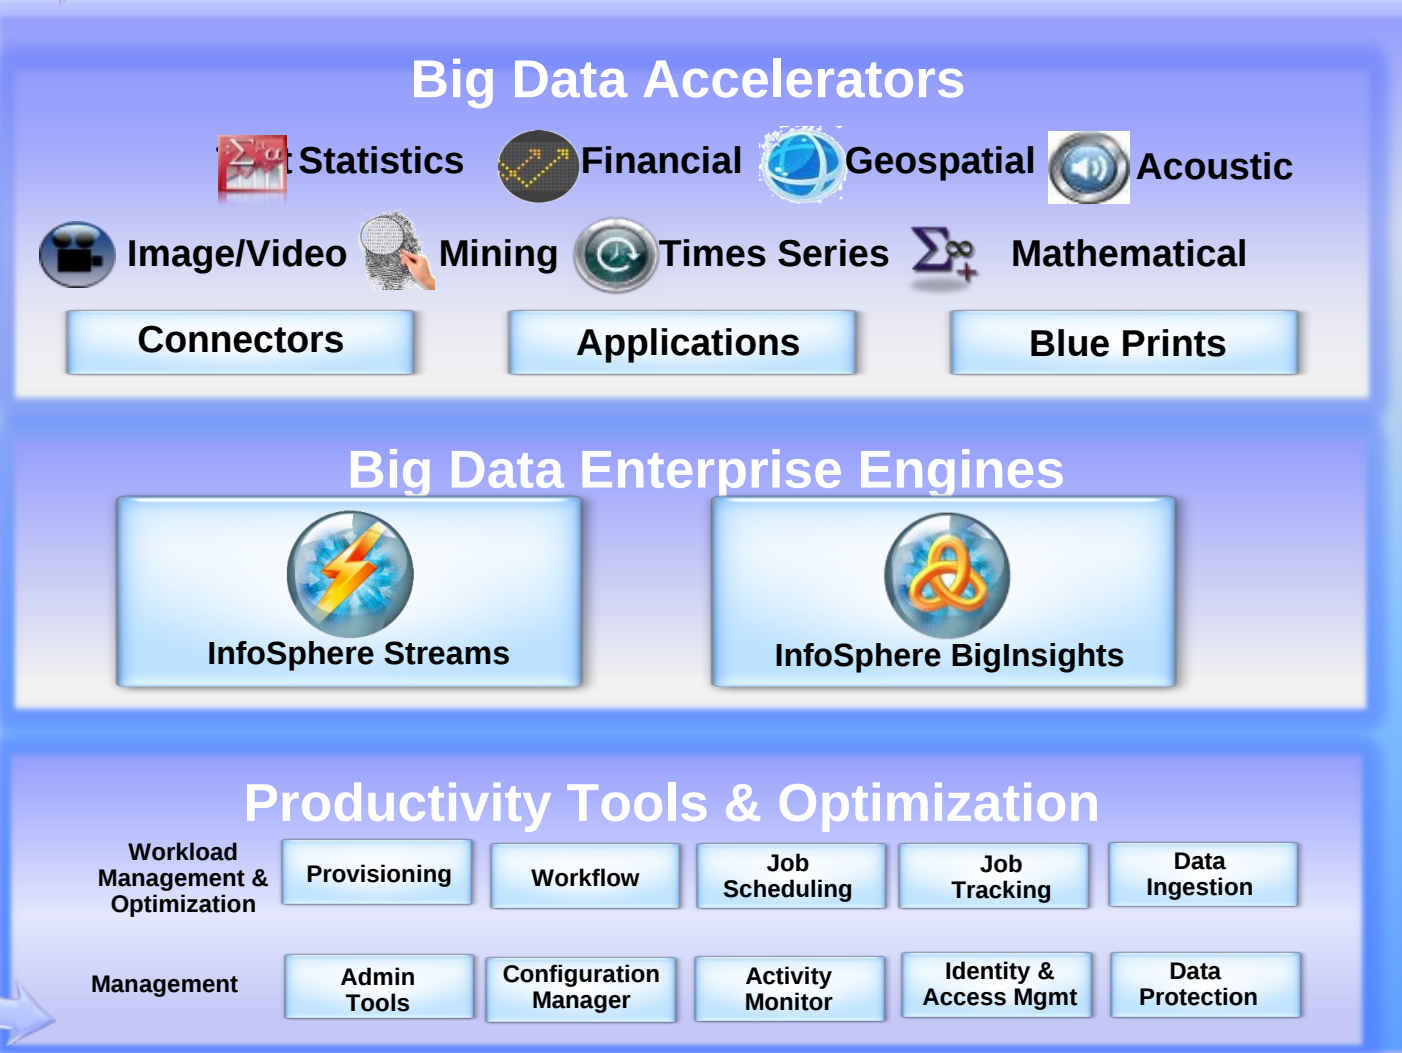 Big Data Accelerators
Statistics Financial Geospatial Acoustic
Image/Video Mining Times Series Mathematical
Connectors Applications Blue Prints
Big Data Enterprise Engines
InfoSphere Streams InfoSphere BigInsights
Productivity Tools & Optimization
Workload
Management &
Optimization
Provisioning
Workflow
Job
Scheduling
Job
Tracking
Data
Ingestion
Management
Admin
Tools
Configuration
Manager
Activity
Monitor
Identity &
Access Mgmt
Data
Protection